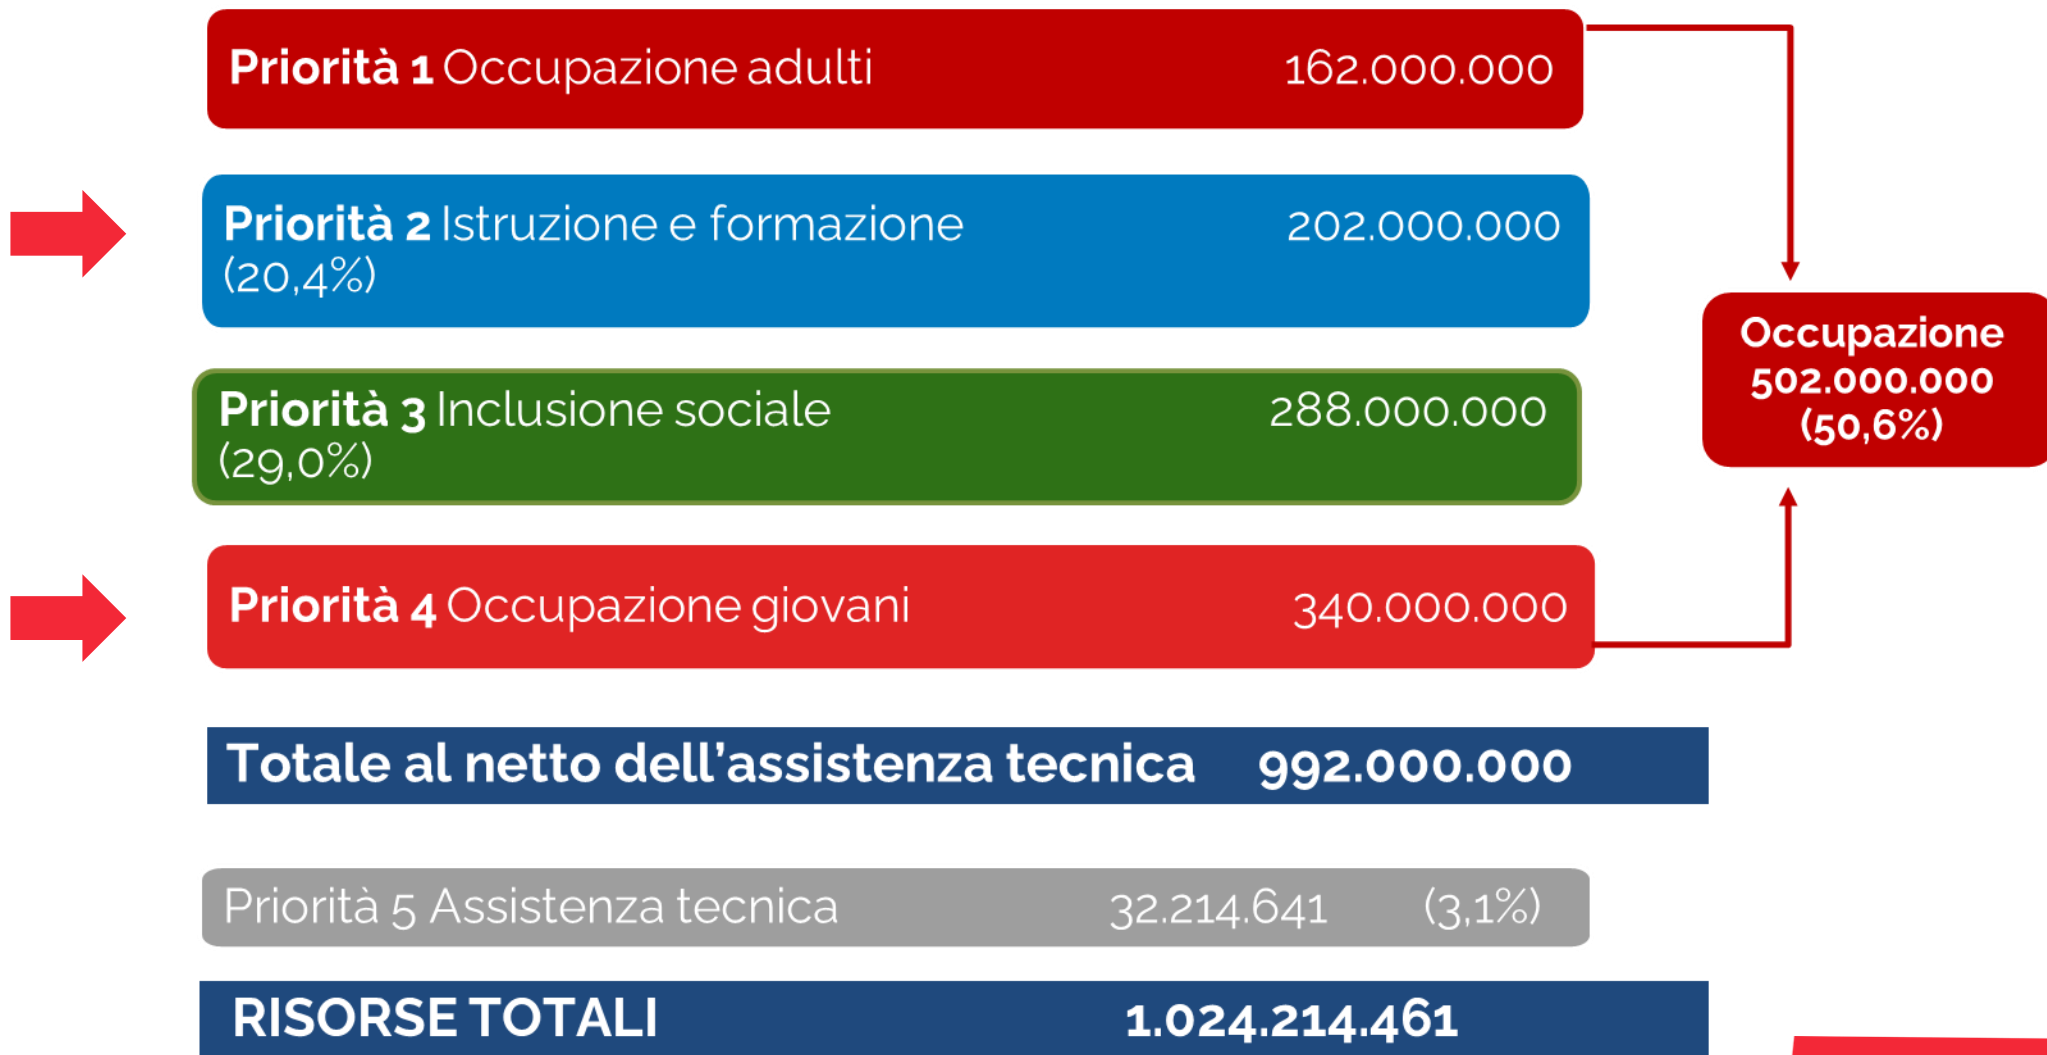 Priorità 1 Occupazione adulti 162.000.000
Priorità 2 Istruzione e formazione 202.000.000
(20,4%)
Priorità 3 Inclusione sociale 288.000.000
(29,0%)
Occupazione
502.000.000
(50,6%)
Priorità 4 Occupazione giovani 340.000.000
Totale al netto dell’assistenza tecnica 992.000.000
Priorità 5 Assistenza tecnica 32.214.641 (3,1%)
RISORSE TOTALI 1.024.214.461